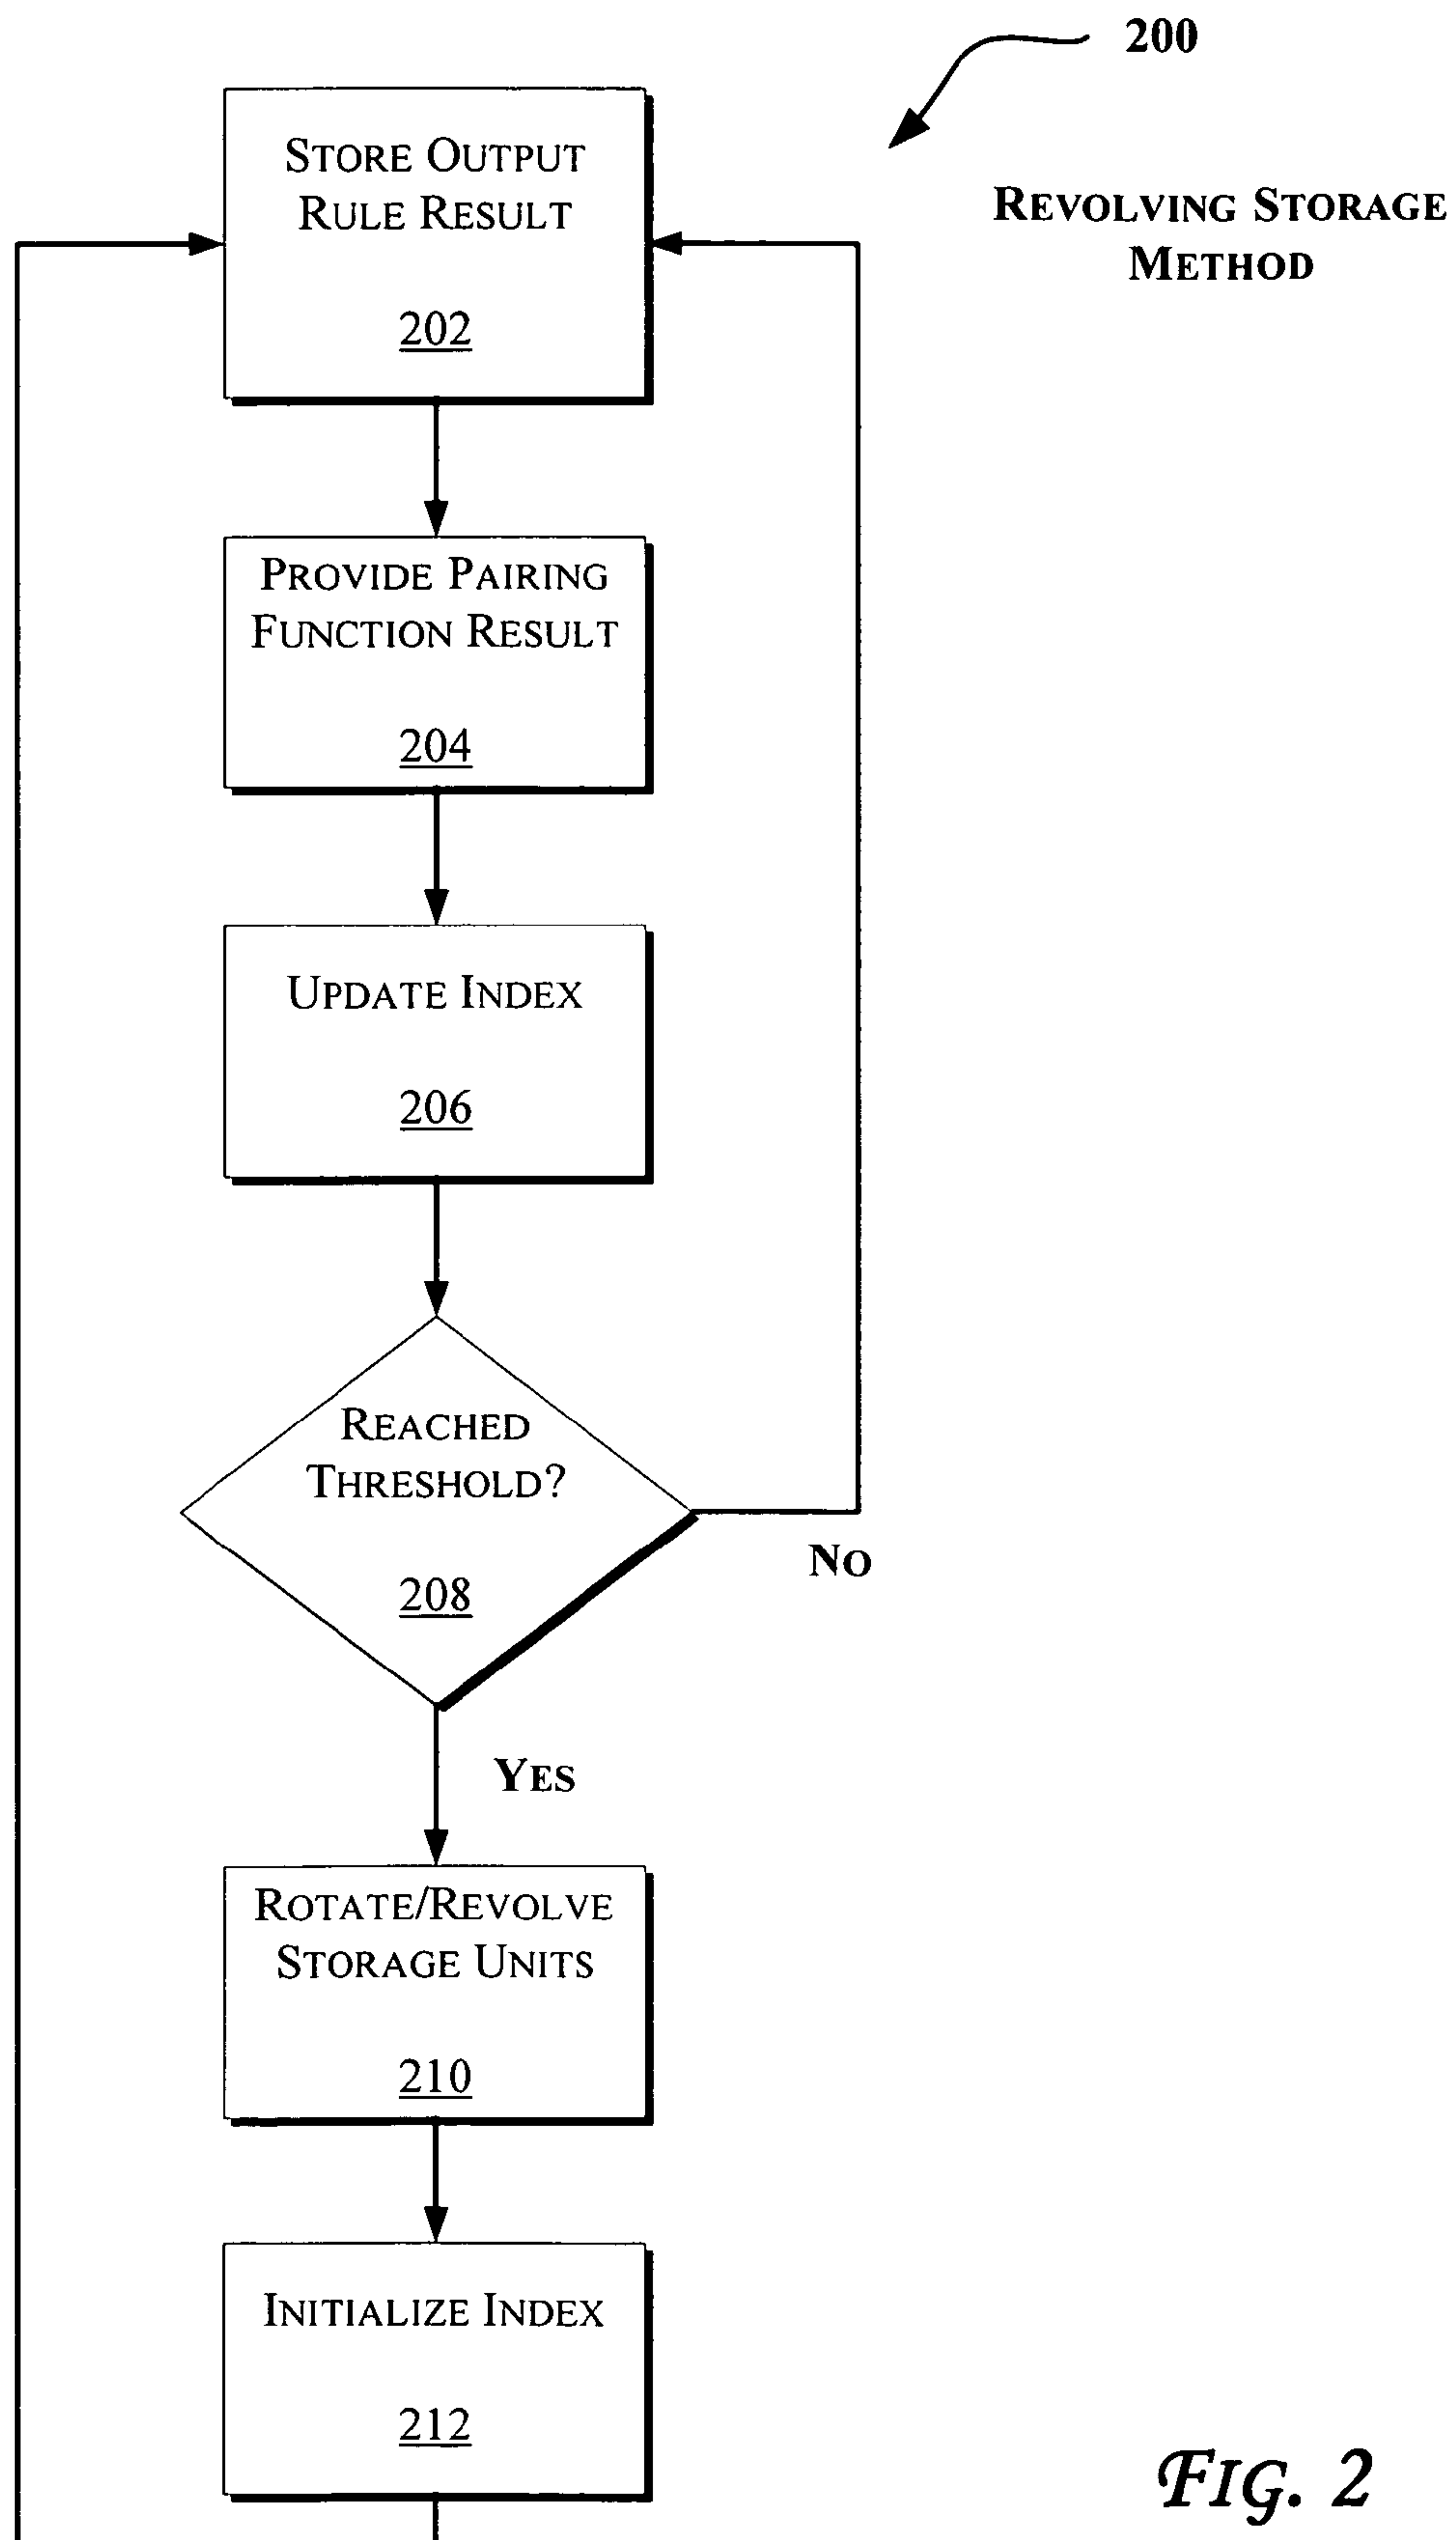 200
REVOLVING STORAGE
METHOD
STORE OUTPUT
RULE RESULT
202
PROVIDE PAIRING
FUNCTION RESULT
204
UPDATE INDEX
206
REACHED
THRESHOLD?
208
NO
YES
ROTATE/REVOLVE
STORAGE UNITS
210
INITIALIZE INDEX
212
FIG. 2